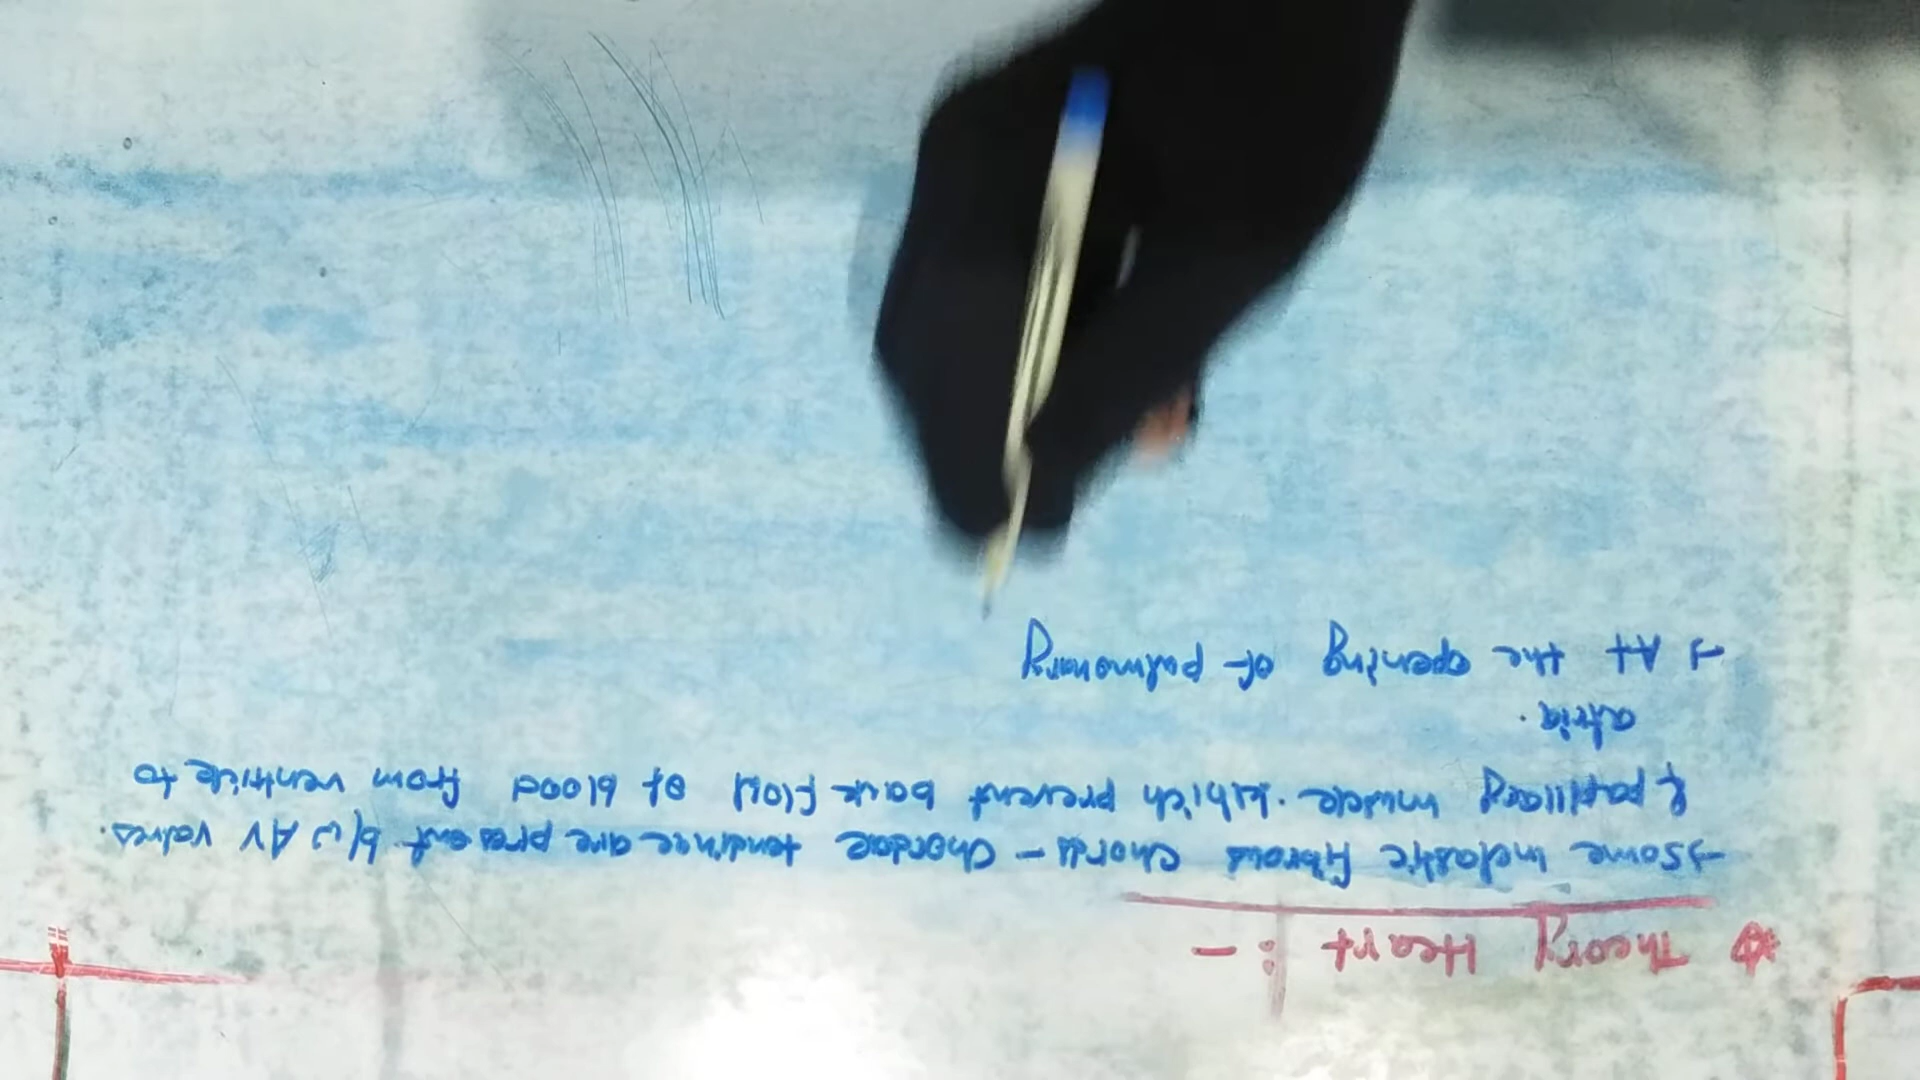 ☆ Theory Heart :-
→ Some inelastic fibrous chords - chordae tendinae are present b/w AV valves.
& papillary muscle. which prevent back flow of blood from ventricle to
atria.
→ At the opening of pulmonary